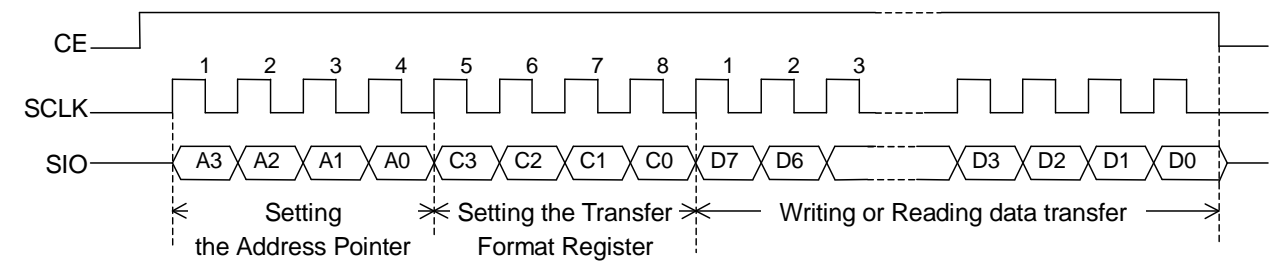 CE
1 2 3 4 5 6 7 8 1 2 3
SCLK
SIO A3 A2 A1 A0 C3 C2 C1 C0 D7 D6 D3 D2 D1 D0
Setting Setting the Transfer Writing or Reading data transfer
the Address Pointer Format Register